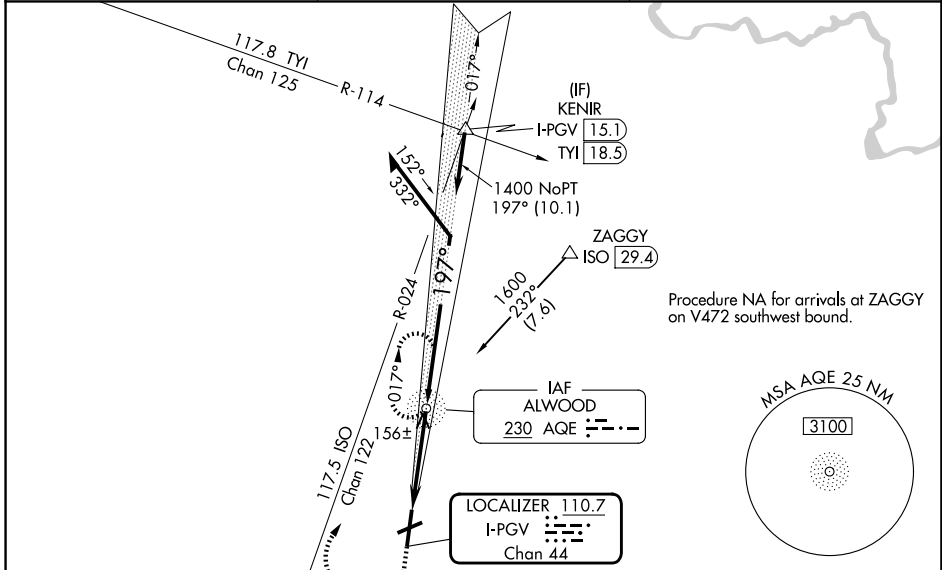 117.8 TYI
Chan 125
R-114
017°
(IF)
KENIR
I-PGV 15.1
TYI 18.5
152°
332°
1400 NoPT
197° (10.1)
197°
ZAGGY
ISO 29.4
1600
232°
(7.6)
Procedure NA for arrivals at ZAGGY
on V472 southwest bound.
R-024
017°
156±
117.5 ISO
Chan 122
IAF
ALWOOD
230 AQE
LOCALIZER 110.7
I-PGV
Chan 44
MSA AQE 25 NM
3100